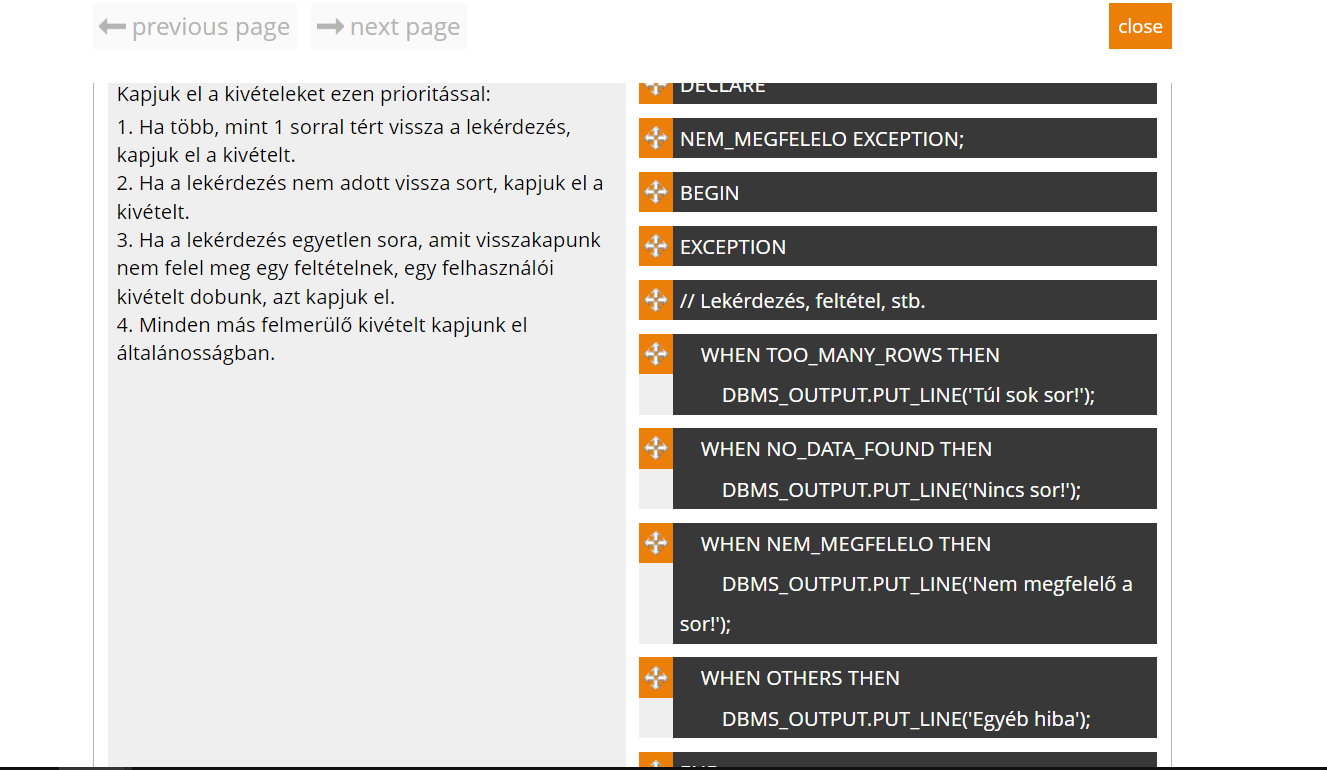 previous page
next page
close
Kapjuk el a kivételeket ezen prioritással:
1. Ha több, mint 1 sorral tért vissza a lekérdezés,
kapjuk el a kivételt.
2. Ha a lekérdezés nem adott vissza sort, kapjuk el a
kivételt.
3. Ha a lekérdezés egyetlen sora, amit visszakapunk
nem felel meg egy feltételnek, egy felhasználói
kivételt dobunk, azt kapjuk el.
4. Minden más felmerülő kivételt kapjunk el
általánosságban.
DECLARE
NEM_MEGFELELO EXCEPTION;
BEGIN
EXCEPTION
// Lekérdezés, feltétel, stb.
WHEN TOO_MANY_ROWS THEN
DBMS_OUTPUT.PUT_LINE('Túl sok sor!');
WHEN NO_DATA_FOUND THEN
DBMS_OUTPUT.PUT_LINE('Nincs sor!');
WHEN NEM_MEGFELELO THEN
DBMS_OUTPUT.PUT_LINE('Nem megfelelő a
sor!');
WHEN OTHERS THEN
DBMS_OUTPUT.PUT_LINE('Egyéb hiba');